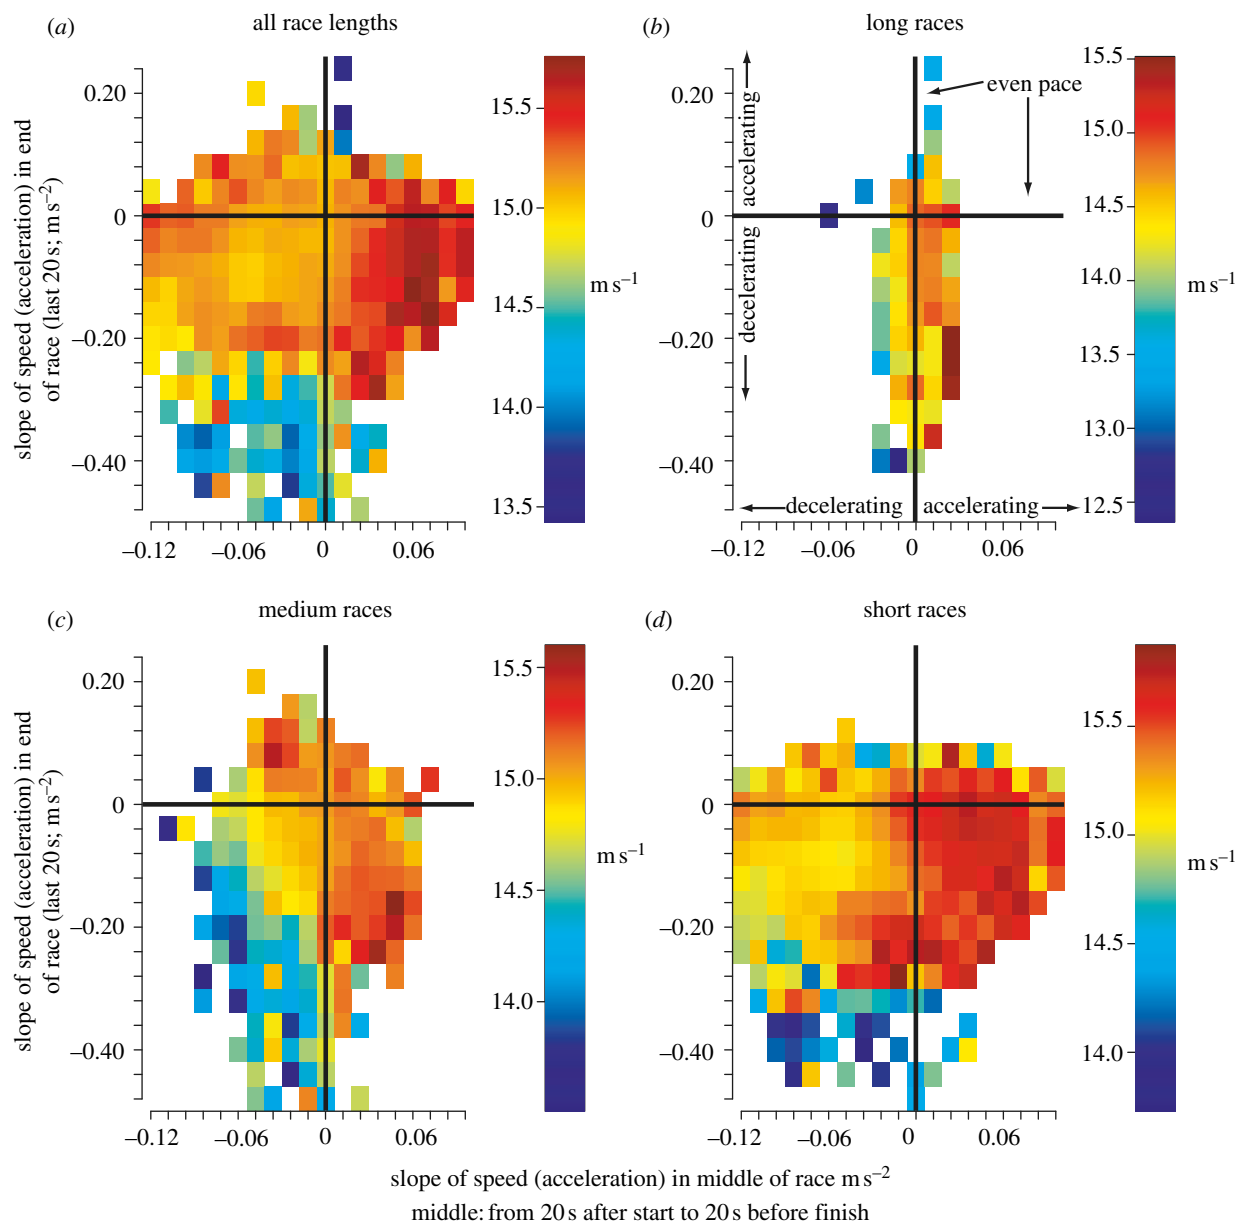 (a) all race lengths
slope of speed (acceleration) in end
of race (last 20 s; m s−2)
0.20
0
−0.20
−0.40
−0.12 −0.06 0 0.06
15.5
15.0
14.5
14.0
13.5
m s−1
(b) long races
accelerating
decelerating
even pace
decelerating accelerating
0.20
0
−0.20
−0.40
−0.12 −0.06 0 0.06
15.5
15.0
14.5
14.0
13.5
13.0
12.5
m s−1
(c) medium races
slope of speed (acceleration) in end
of race (last 20s; m s−2)
0.20
0
−0.20
−0.40
−0.12 −0.06 0 0.06
15.5
15.0
14.5
14.0
m s−1
(d) short races
0.20
0
−0.20
−0.40
−0.12 −0.06 0 0.06
15.5
15.0
14.5
14.0
m s−1
slope of speed (acceleration) in middle of race m s−2
middle: from 20 s after start to 20 s before finish